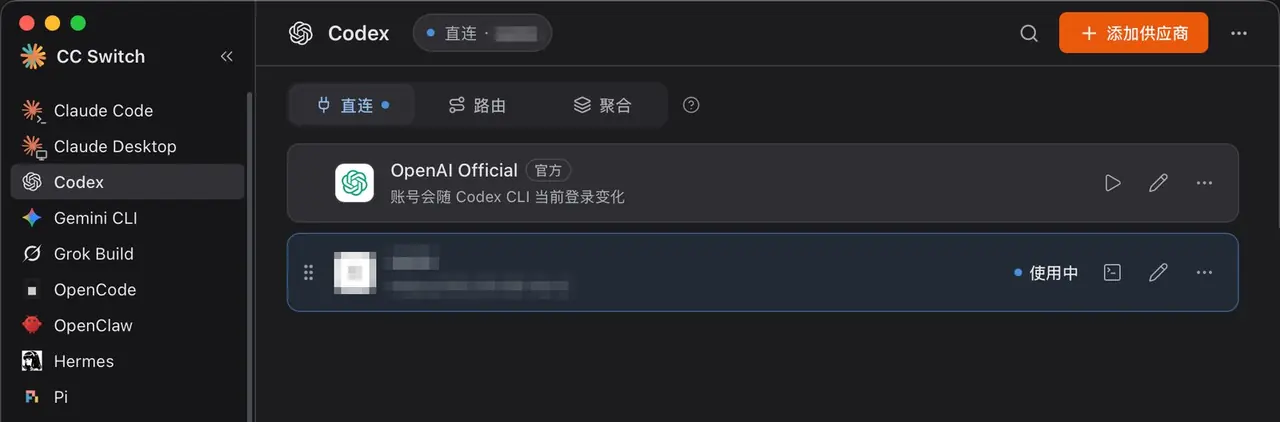 CC Switch
Claude Code
Claude Desktop
Codex
Gemini CLI
Grok Build
OpenCode
OpenClaw
Hermes
Pi
Codex
直连 ·
添加供应商
直连
路由
聚合
OpenAI Official 官方
账号会随 Codex CLI 当前登录变化
使用中